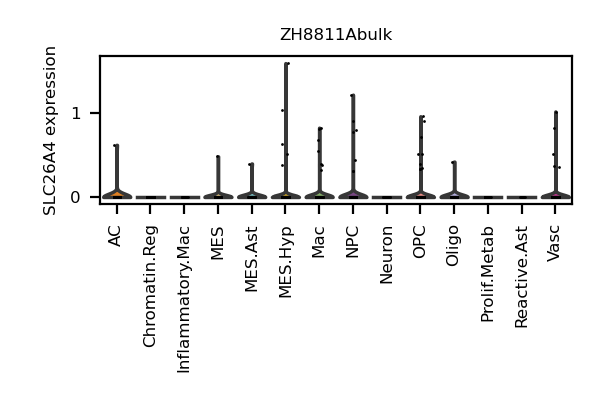 ZH8811Abulk
SLC26A4 expression
1
0
AC
Chromatin.Reg
Inflammatory.Mac
MES
MES.Ast
MES.Hyp
Mac
NPC
Neuron
OPC
Oligo
Prolif.Metab
Reactive.Ast
Vasc